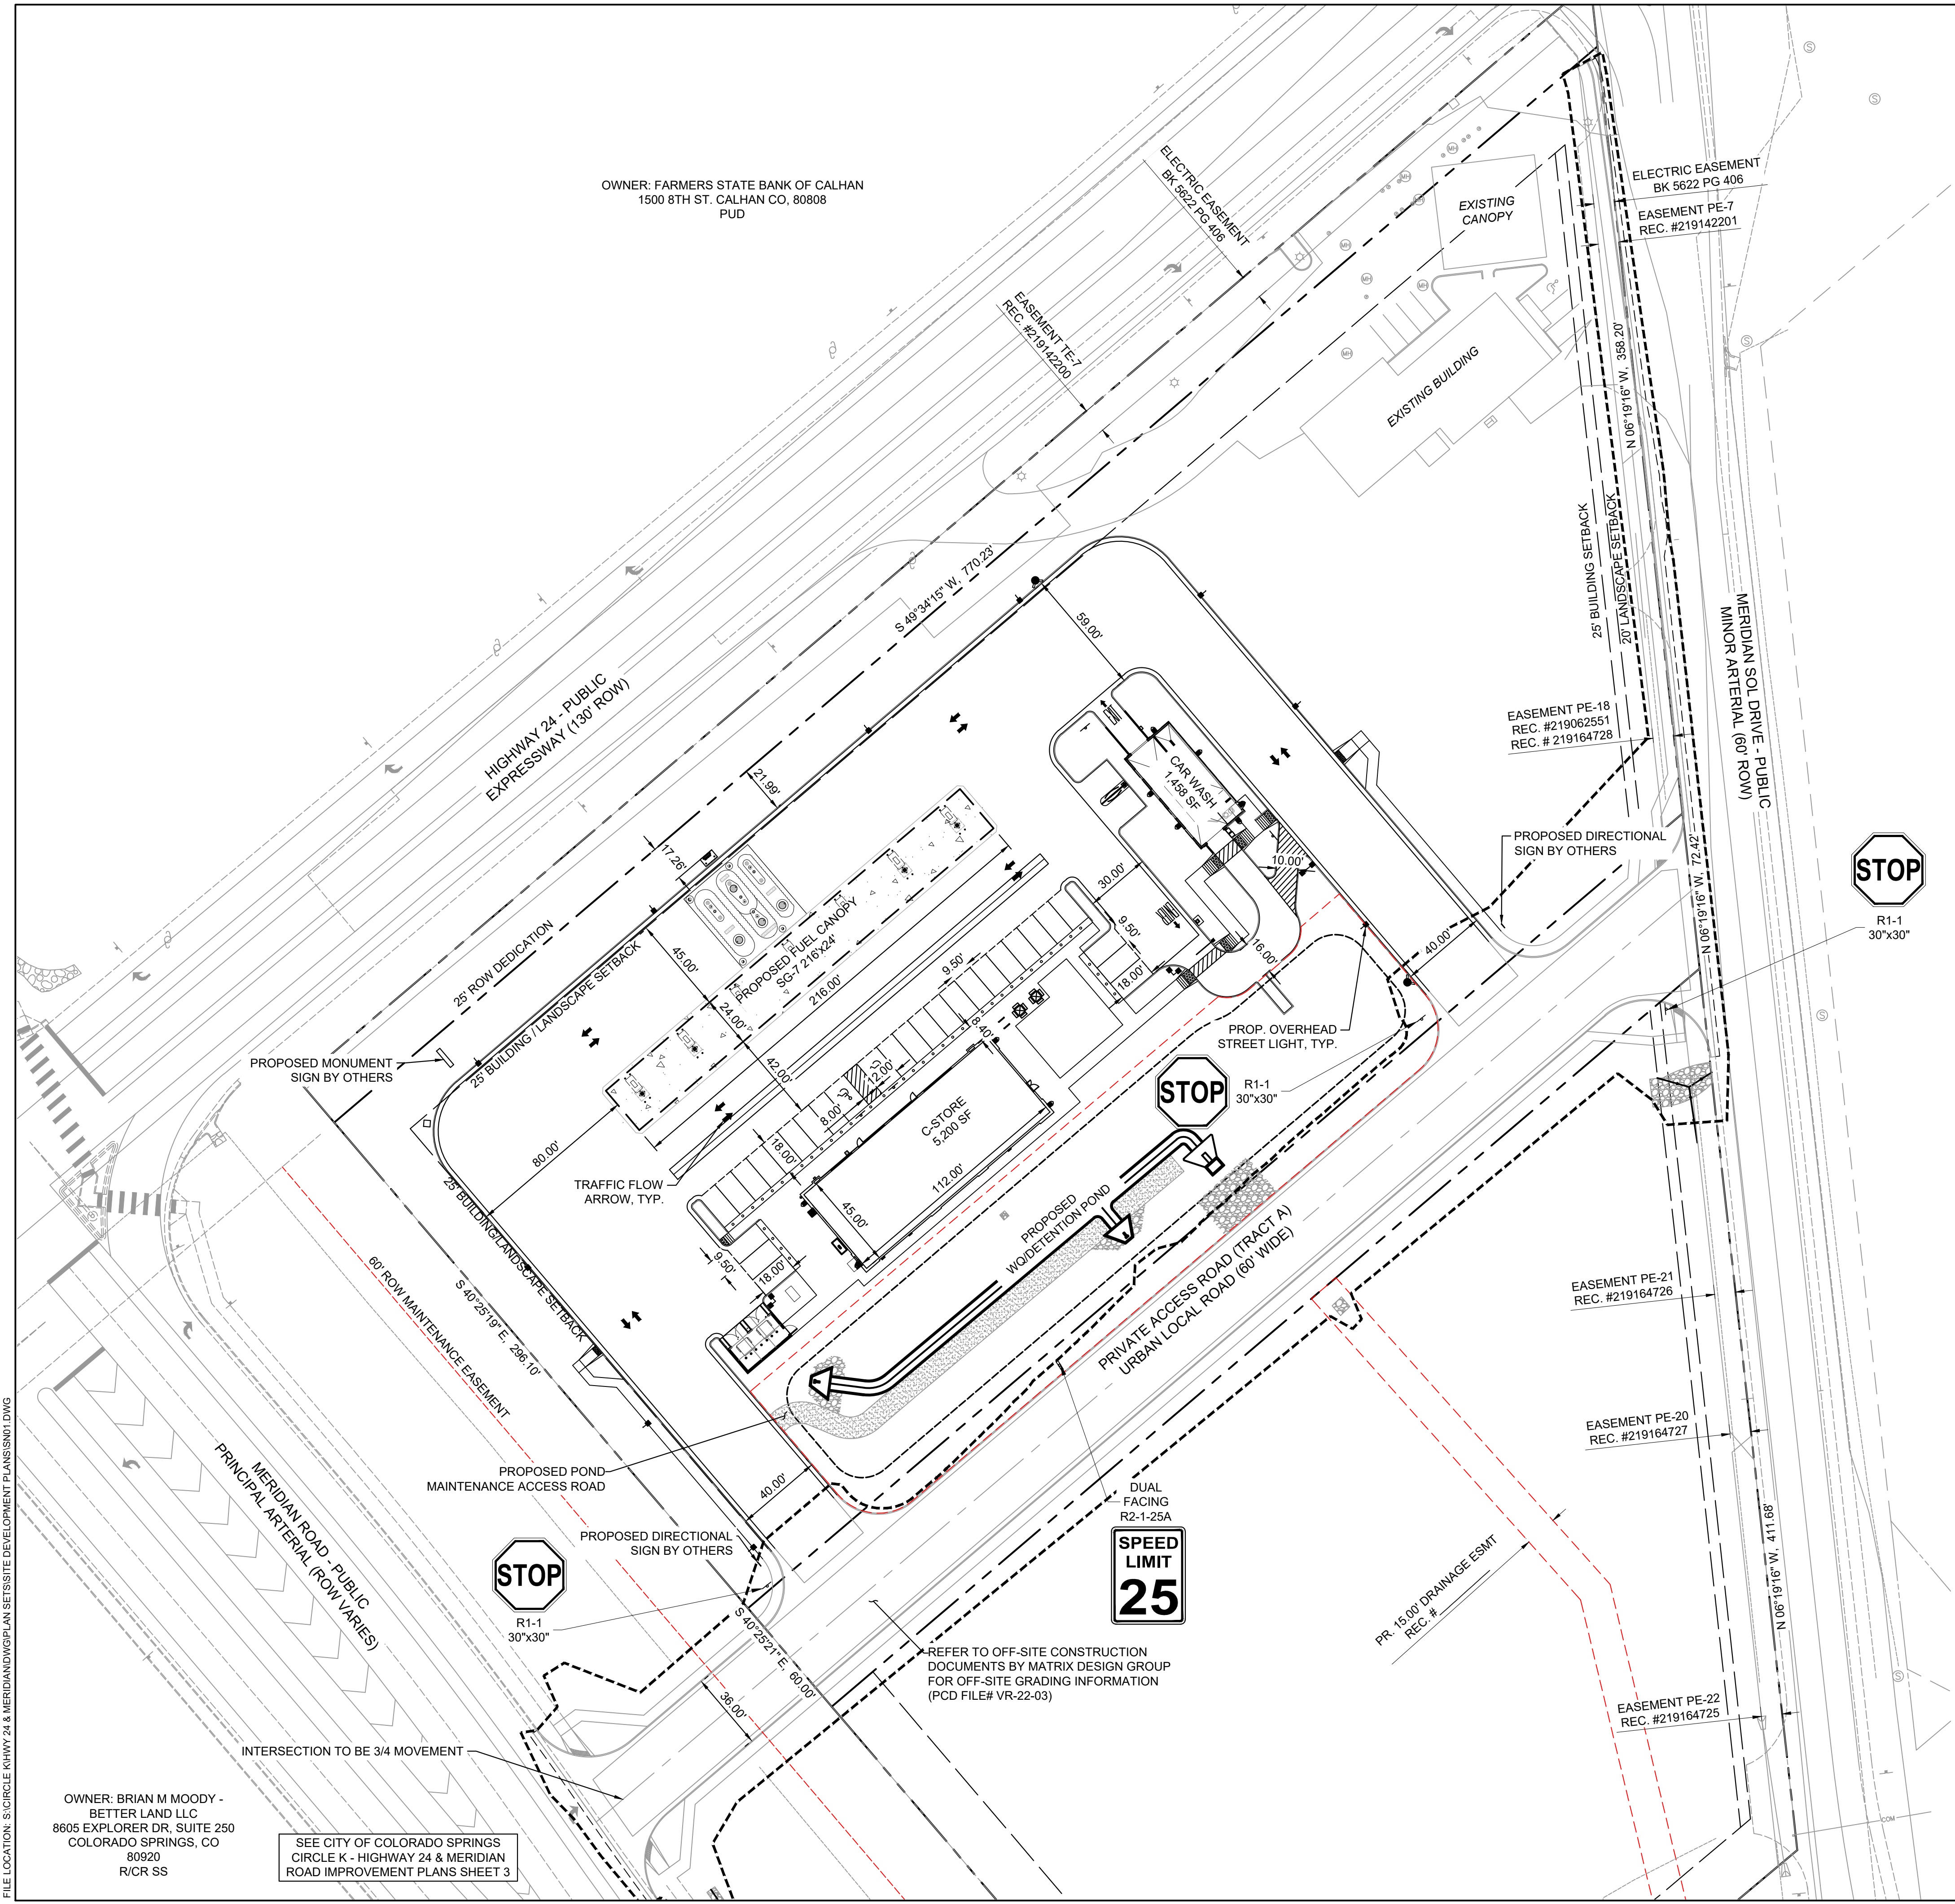 OWNER: FARMERS STATE BANK OF CALHAN
1500 8TH ST. CALHAN CO, 80808
PUD
ELECTRIC EASEMENT
BK 5622 PG 406
EXISTING
CANOPY
ELECTRIC EASEMENT
BK 5622 PG 406
EASEMENT PE-7
REC. #219142201
EASEMENT TE-7
REC. #219142200
EXISTING BUILDING
N 06°19'16" W, 358.20'
25' BUILDING SETBACK
20' LANDSCAPE SETBACK
MERIDIAN SOL DRIVE - PUBLIC
MINOR ARTERIAL (60' ROW)
S 49°34'15" W, 770.23'
HIGHWAY 24 - PUBLIC
EXPRESSWAY (130' ROW)
59.00'
EASEMENT PE-18
REC. #219062551
REC. # 219164728
CAR WASH
1,458 SF
21.99'
17.26'
PROPOSED DIRECTIONAL
SIGN BY OTHERS
N 06°19'16" W, 72.42'
STOP
R1-1
30"x30"
10.00'
30.00'
9.50'
16.00'
18.00'
40.00'
25' ROW DEDICATION
25' BUILDING / LANDSCAPE SETBACK
45.00'
PROPOSED FUEL CANOPY
SG-7 216'x24'
216.00'
24.00'
9.50'
8.40'
PROP. OVERHEAD
STREET LIGHT, TYP.
PROPOSED MONUMENT
SIGN BY OTHERS
42.00'
12.00'
8.00'
18.00'
STOP
R1-1
30"x30"
C-STORE
5,200 SF
112.00'
45.00'
80.00'
TRAFFIC FLOW
ARROW, TYP.
25' BUILDING/LANDSCAPE SETBACK
PROPOSED
WQ/DETENTION POND
PRIVATE ACCESS ROAD (TRACT A)
URBAN LOCAL ROAD (60' WIDE)
9.50'
18.00'
60' ROW MAINTENANCE EASEMENT
S 40°25'19" E, 296.10'
EASEMENT PE-21
REC. #219164726
EASEMENT PE-20
REC. #219164727
MERIDIAN ROAD - PUBLIC
PRINCIPAL ARTERIAL (ROW VARIES)
PROPOSED POND
MAINTENANCE ACCESS ROAD
40.00'
PROPOSED DIRECTIONAL
SIGN BY OTHERS
DUAL
FACING
R2-1-25A
SPEED
LIMIT
25
STOP
R1-1
30"x30"
S 40°25'21" E, 60.00'
PR. 15.00' DRAINAGE ESMT
REC. #
N 06°19'16" W, 411.68'
REFER TO OFF-SITE CONSTRUCTION
DOCUMENTS BY MATRIX DESIGN GROUP
FOR OFF-SITE GRADING INFORMATION
(PCD FILE# VR-22-03)
36.00'
EASEMENT PE-22
REC. #219164725
INTERSECTION TO BE 3/4 MOVEMENT
OWNER: BRIAN M MOODY -
BETTER LAND LLC
8605 EXPLORER DR, SUITE 250
COLORADO SPRINGS, CO
80920
R/CR SS
SEE CITY OF COLORADO SPRINGS
CIRCLE K - HIGHWAY 24 & MERIDIAN
ROAD IMPROVEMENT PLANS SHEET 3
COM
FILE LOCATION: S:\CIRCLE K\HWY 24 & MERIDIAN\DWG\PLAN SETS\SITE DEVELOPMENT PLANS\SN01.DWG